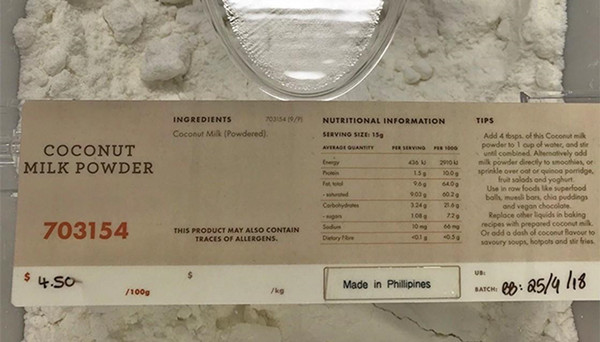 COCONUT
MILK POWDER
703154
$ 4.50
/100g
INGREDIENTS 703154 (9/9)
Coconut Milk (Powdered)
THIS PRODUCT MAY ALSO CONTAIN
TRACES OF ALLERGENS.
$
/kg
NUTRITIONAL INFORMATION
SERVING SIZE: 15g
AVERAGE QUANTITY PER SERVING PER 100G
Energy 436 kJ 2910 kJ
Protein 1.5 g 10.0 g
Fat, total 9.6 g 64.0 g
- saturated 9.03 g 60.2 g
Carbohydrates 3.24 g 21.6 g
- sugars 1.08 g 7.2 g
Sodium 10 mg 66 mg
Dietary Fibre <0.1 g <0.5 g
Made in Phillipines
TIPS
Add 4 tbsps. of this Coconut milk
powder to 1 cup of water, and stir
until combined. Alternatively add
milk powder directly to smoothies, or
sprinkle over oat or quinoa porridge,
fruit salads and yoghurt.
Use in raw foods like superfood
balls, muesli bars, chia puddings
and vegan chocolate.
Replace other liquids in baking
recipes with prepared coconut milk.
Or add a dash of coconut flavour to
savoury soups, hotpots and stir fries.
UB:
BATCH: BB: 25/4/18